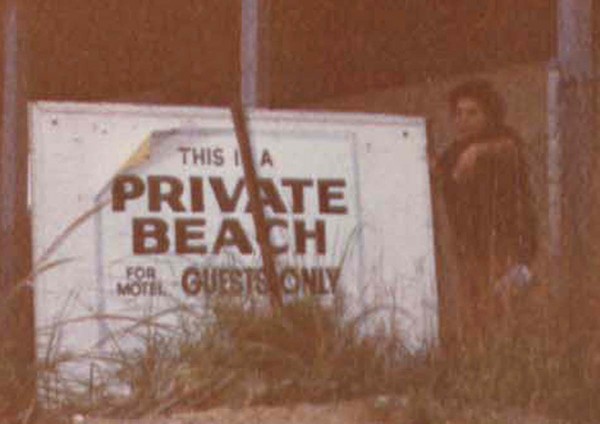 THIS IS A
PRIVATE
BEACH
FOR
MOTEL
GUESTS ONLY